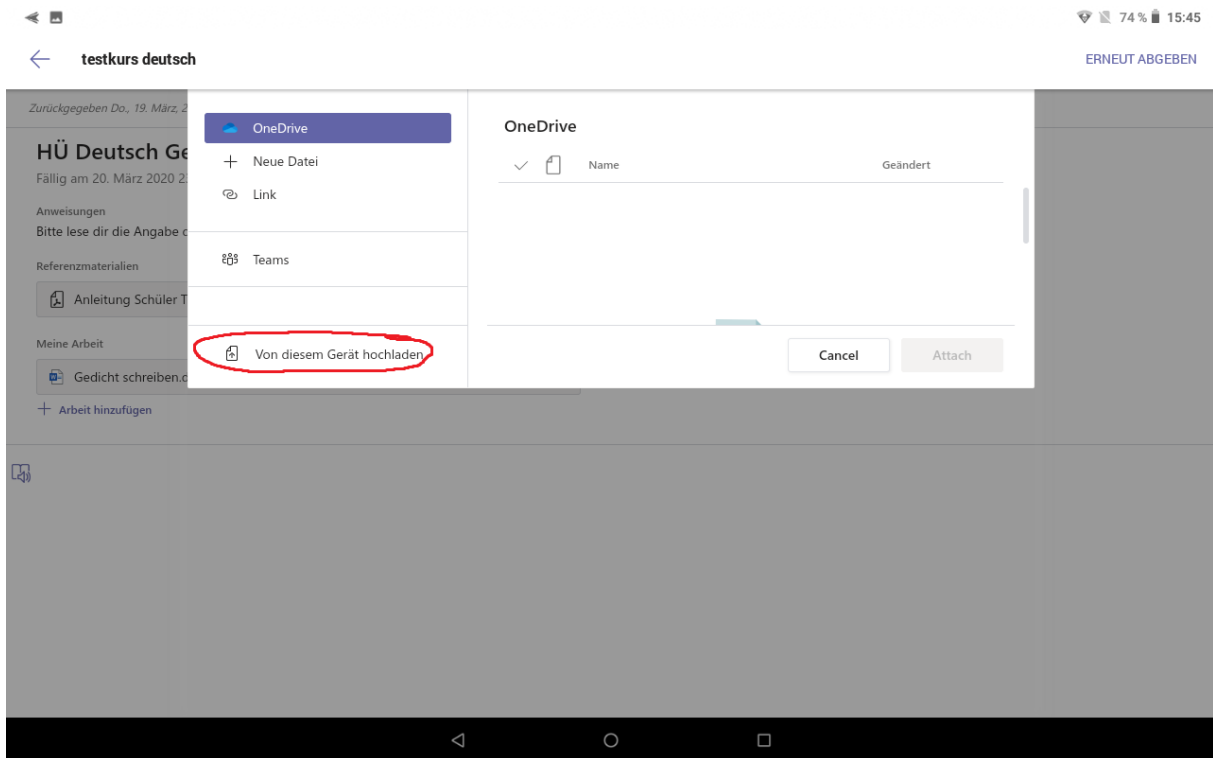 74 % 15:45
testkurs deutsch
ERNEUT ABGEBEN
Zurückgegeben Do., 19. März, 2
HÜ Deutsch Ge
Fällig am 20. März 2020 2
Anweisungen
Bitte lese dir die Angabe
Referenzmaterialien
Anleitung Schüler T
Meine Arbeit
Gedicht schreiben.d
Arbeit hinzufügen
OneDrive
Neue Datei
Link
Teams
Von diesem Gerät hochladen
OneDrive
Name Geändert
Cancel Attach